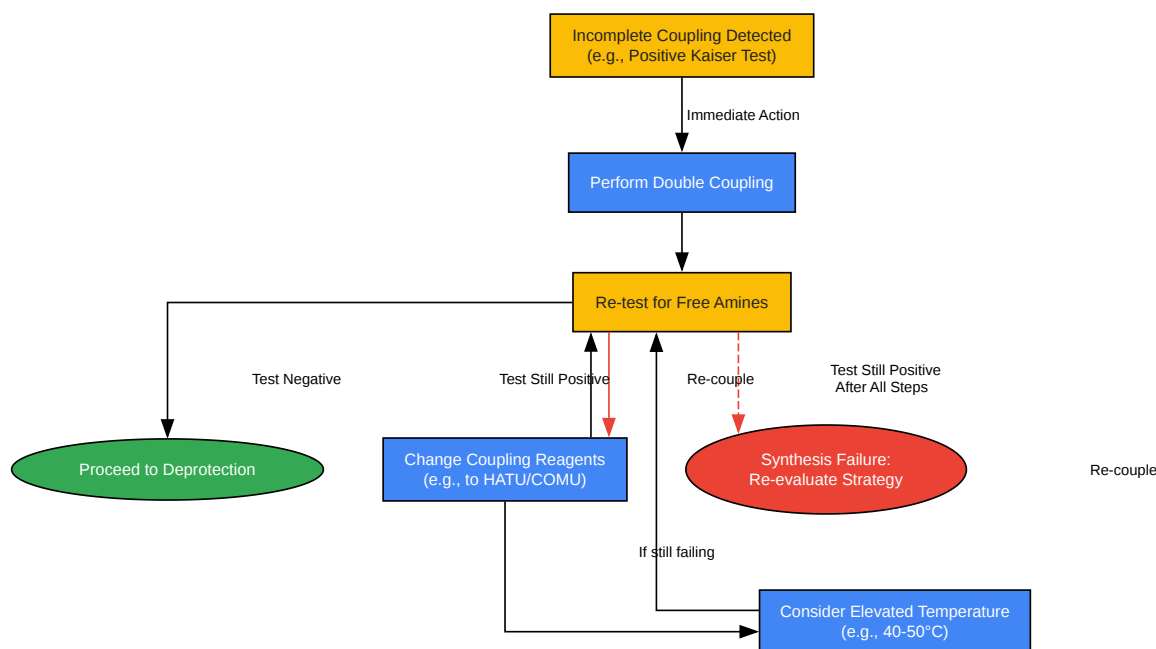 Incomplete Coupling Detected
(e.g., Positive Kaiser Test)
Immediate Action
Perform Double Coupling
Re-test for Free Amines
Test Negative
Test Still Positive
Re-couple
Test Still Positive
After All Steps
Proceed to Deprotection
Change Coupling Reagents
(e.g., to HATU/COMU)
Synthesis Failure:
Re-evaluate Strategy
Re-couple
If still failing
Consider Elevated Temperature
(e.g., 40-50°C)